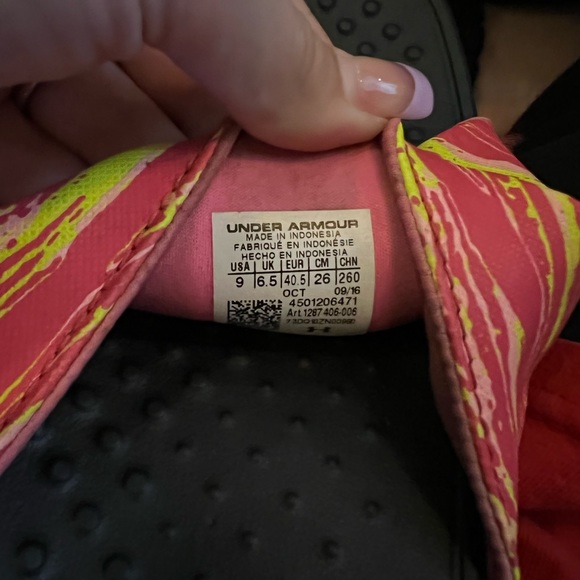 UNDER ARMOUR
MADE IN INDONESIA
FABRIQUÉ EN INDONÉSIE
HECHO EN INDONESIA
USA UK EUR CM CHN
9 6.5 40.5 26 260
OCT 09/16
4501206471
Art.1287406-006